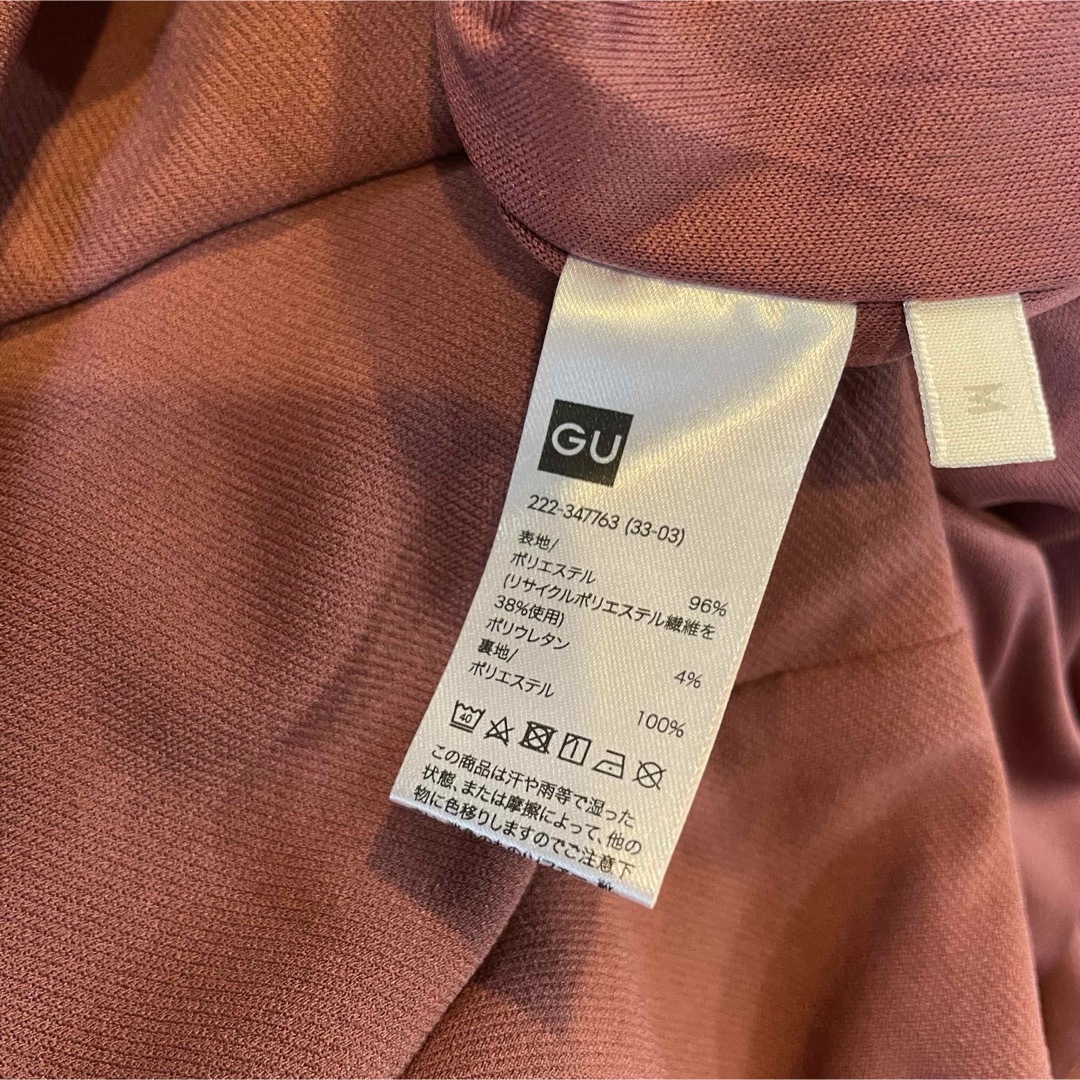 GU
222-347763 (33-03)
表地/
ポリエステル 96%
(リサイクルポリエステル繊維を
38%使用)
ポリウレタン 4%
裏地/
ポリエステル 100%
40
この商品は汗や雨等で湿った
状態、または摩擦によって、他の
物に色移りしますのでご注意下
M